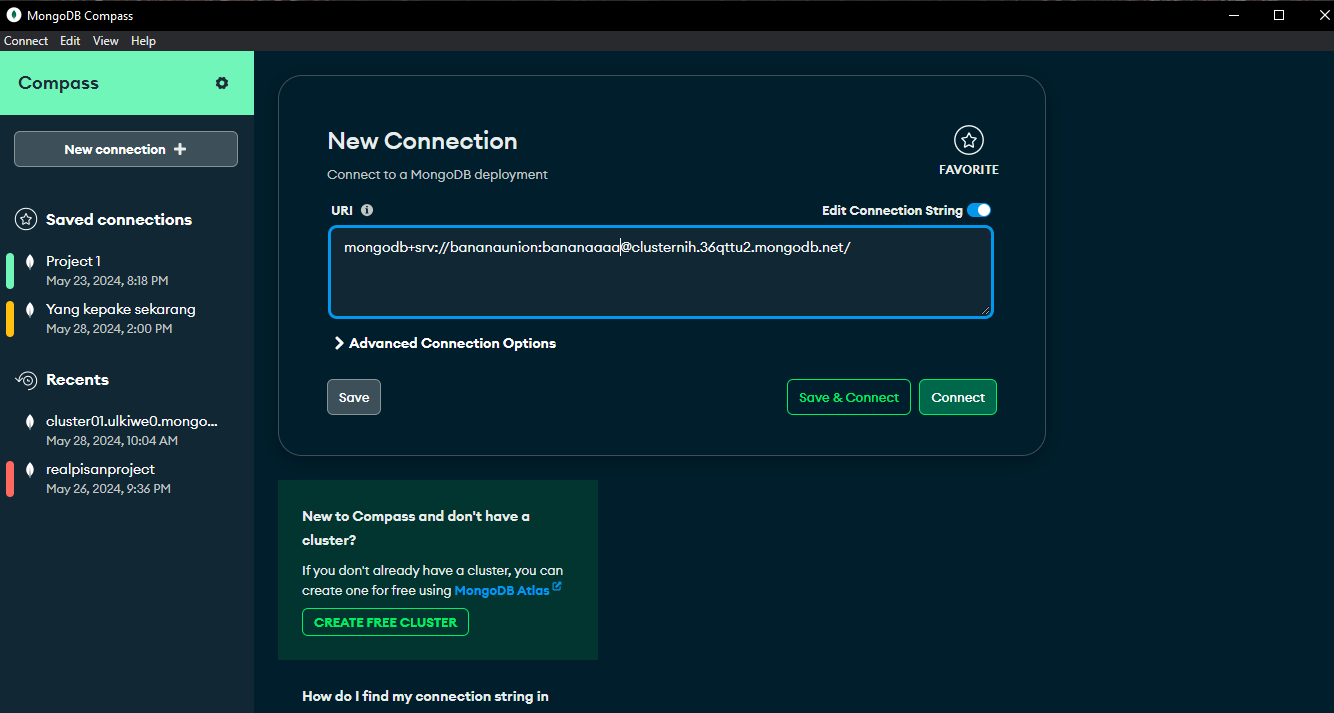 MongoDB Compass
Connect Edit View Help
Compass
New connection
Saved connections
Project 1
May 23, 2024, 8:18 PM
Yang kepake sekarang
May 28, 2024, 2:00 PM
Recents
cluster01.ulkiwe0.mongo...
May 28, 2024, 10:04 AM
realpisanproject
May 26, 2024, 9:36 PM
New Connection
FAVORITE
Connect to a MongoDB deployment
URI
Edit Connection String
mongodb+srv://bananaunion:bananaaaa@clusternih.36qttu2.mongodb.net/
Advanced Connection Options
Save
Save & Connect
Connect
New to Compass and don't have a
cluster?
If you don't already have a cluster, you can
create one for free using MongoDB Atlas
CREATE FREE CLUSTER
How do I find my connection string in